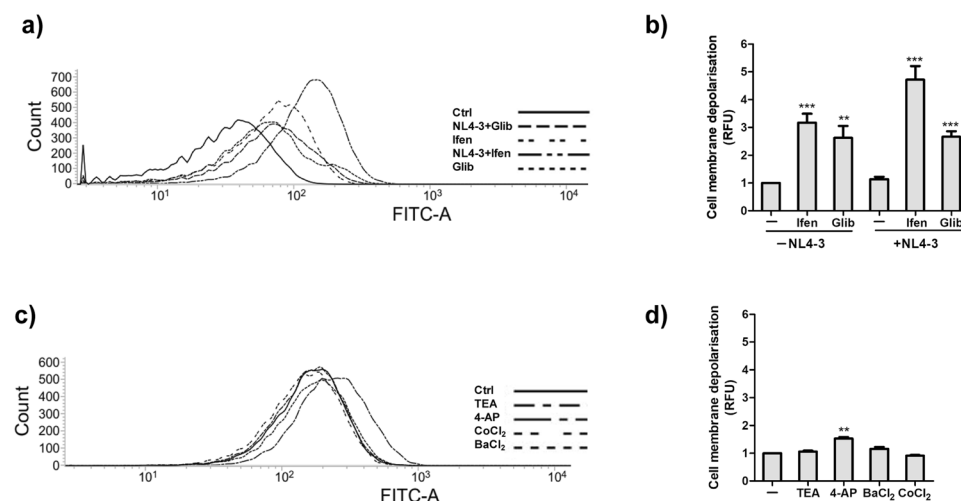 a)
700
600
500
400
300
200
100
0
Count
10¹
10²
10³
10⁴
FITC-A
Ctrl
NL4-3+Glib
Ifen
NL4-3+Ifen
Glib
b)
Cell membrane depolarisation
(RFU)
6
5
4
3
2
1
0
***
**
***
***
— Ifen Glib — Ifen Glib
—NL4-3 +NL4-3
c)
600
500
400
300
200
100
0
Count
10¹
10²
10³
10⁴
FITC-A
Ctrl
TEA
4-AP
CoCl₂
BaCl₂
d)
Cell membrane depolarisation
(RFU)
6
5
4
3
2
1
0
**
— TEA 4-AP BaCl₂ CoCl₂